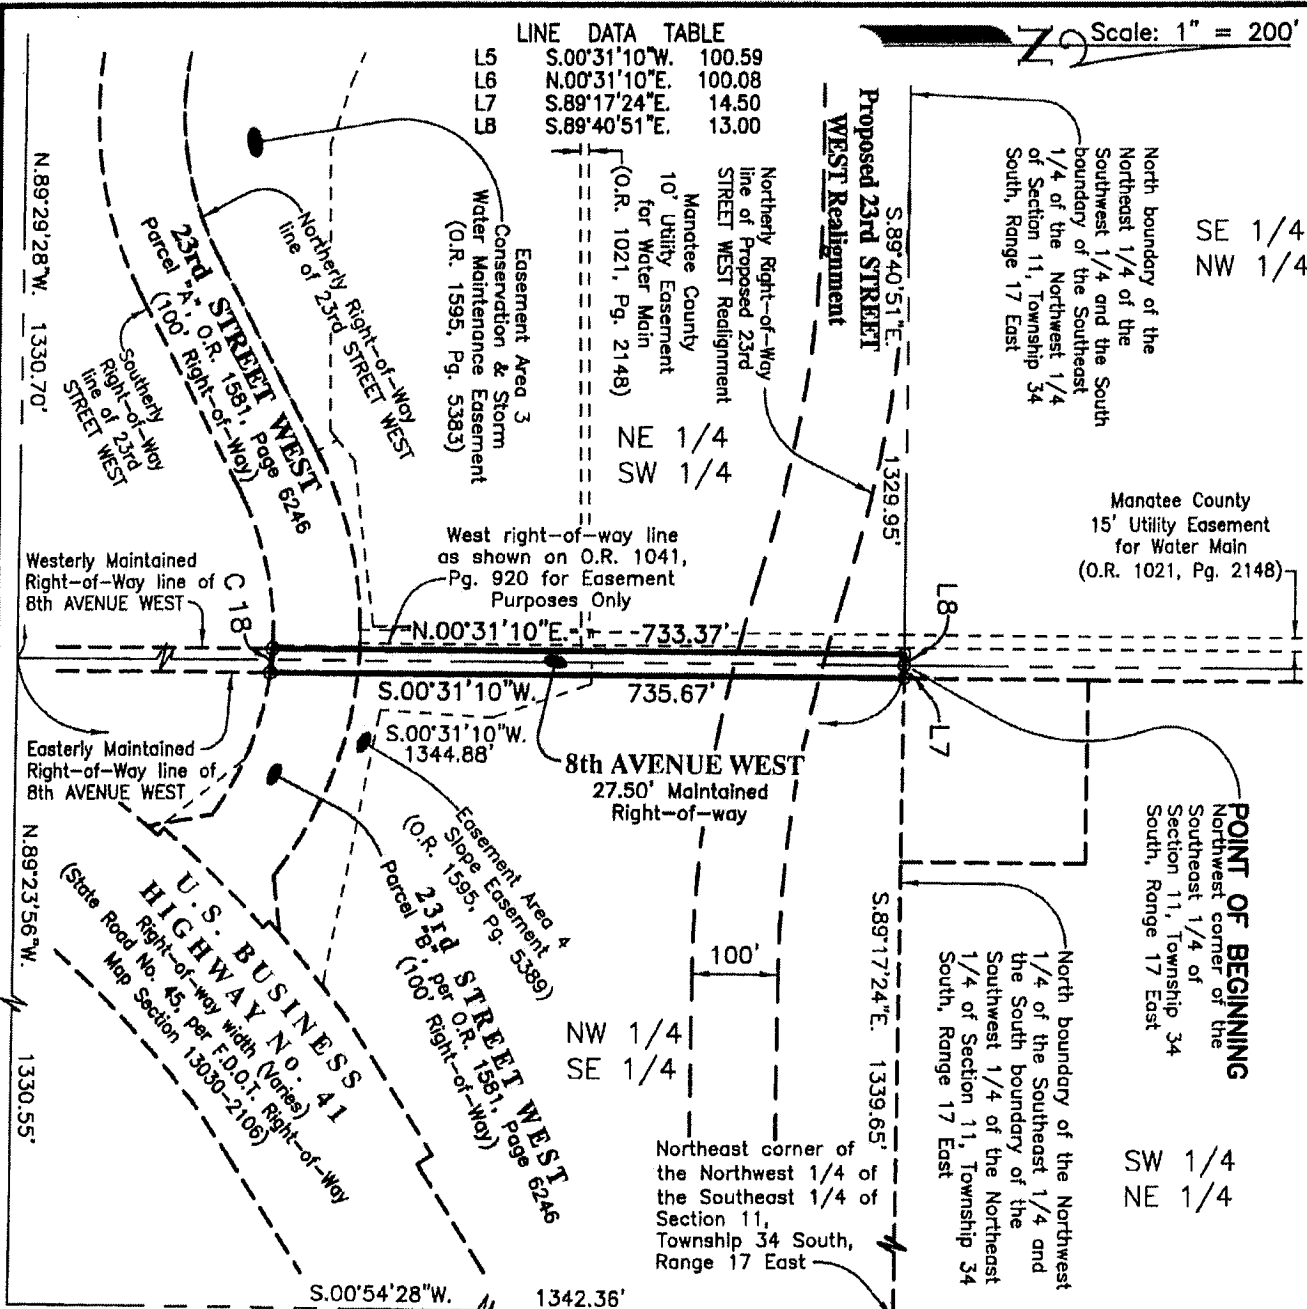 LINE DATA TABLE
L5 S.00°31'10"W. 100.59
L6 N.00°31'10"E. 100.08
L7 S.89°17'24"E. 14.50
L8 S.89°40'51"E. 13.00
N
Scale: 1" = 200'
SE 1/4
NW 1/4
North boundary of the
Northeast 1/4 of the
Southwest 1/4 and the South
boundary of the Southeast
1/4 of the Northwest 1/4
of Section 11, Township 34
South, Range 17 East
S.89°40'51"E.
1329.95'
Proposed 23rd STREET
WEST Realignment
Northerly Right-of-Way
line of Proposed 23rd
STREET WEST Realignment
Manatee County
10' Utility Easement
for Water Main
(O.R. 1021, Pg. 2148)
Easement Area 3
Conservation & Storm
Water Maintenance Easement
(O.R. 1595, Pg. 5383)
Northerly Right-of-Way
line of 23rd STREET WEST
23rd STREET WEST
Parcel "A", O.R. 1581, Page 6246
(100' Right-of-Way)
Southerly
Right-of-Way
line of 23rd
STREET WEST
N.89°29'28"W. 1330.70'
NE 1/4
SW 1/4
Manatee County
15' Utility Easement
for Water Main
(O.R. 1021, Pg. 2148)
West right-of-way line
as shown on O.R. 1041,
Pg. 920 for Easement
Purposes Only
Westerly Maintained
Right-of-Way line of
8th AVENUE WEST
C 18
L8
N.00°31'10"E. 733.37'
S.00°31'10"W. 735.67'
L7
S.00°31'10"W.
1344.88'
8th AVENUE WEST
27.50' Maintained
Right-of-way
Easterly Maintained
Right-of-Way line of
8th AVENUE WEST
POINT OF BEGINNING
Northwest corner of the
Southeast 1/4 of
Section 11, Township 34
South, Range 17 East
Easement Area 4
Slope Easement
(O.R. 1595, Pg. 5389)
23rd STREET WEST
Parcel "B", per O.R. 1581, Page 6246
(100' Right-of-Way)
U.S. BUSINESS
HIGHWAY NO. 41
Right-of-way width (Varies)
(State Road No. 45, per F.D.O.T. Right-of-Way
Map Section 13030-2106)
N.89°23'56"W. 1330.55'
100'
S.89°17'24"E. 1339.65'
North boundary of the Northwest
1/4 of the Southeast 1/4 and
the South boundary of the
Southwest 1/4 of the Northeast
1/4 of Section 11, Township 34
South, Range 17 East
NW 1/4
SE 1/4
SW 1/4
NE 1/4
Northeast corner of
the Northwest 1/4 of
the Southeast 1/4 of
Section 11,
Township 34 South,
Range 17 East
S.00°54'28"W. 1342.36'